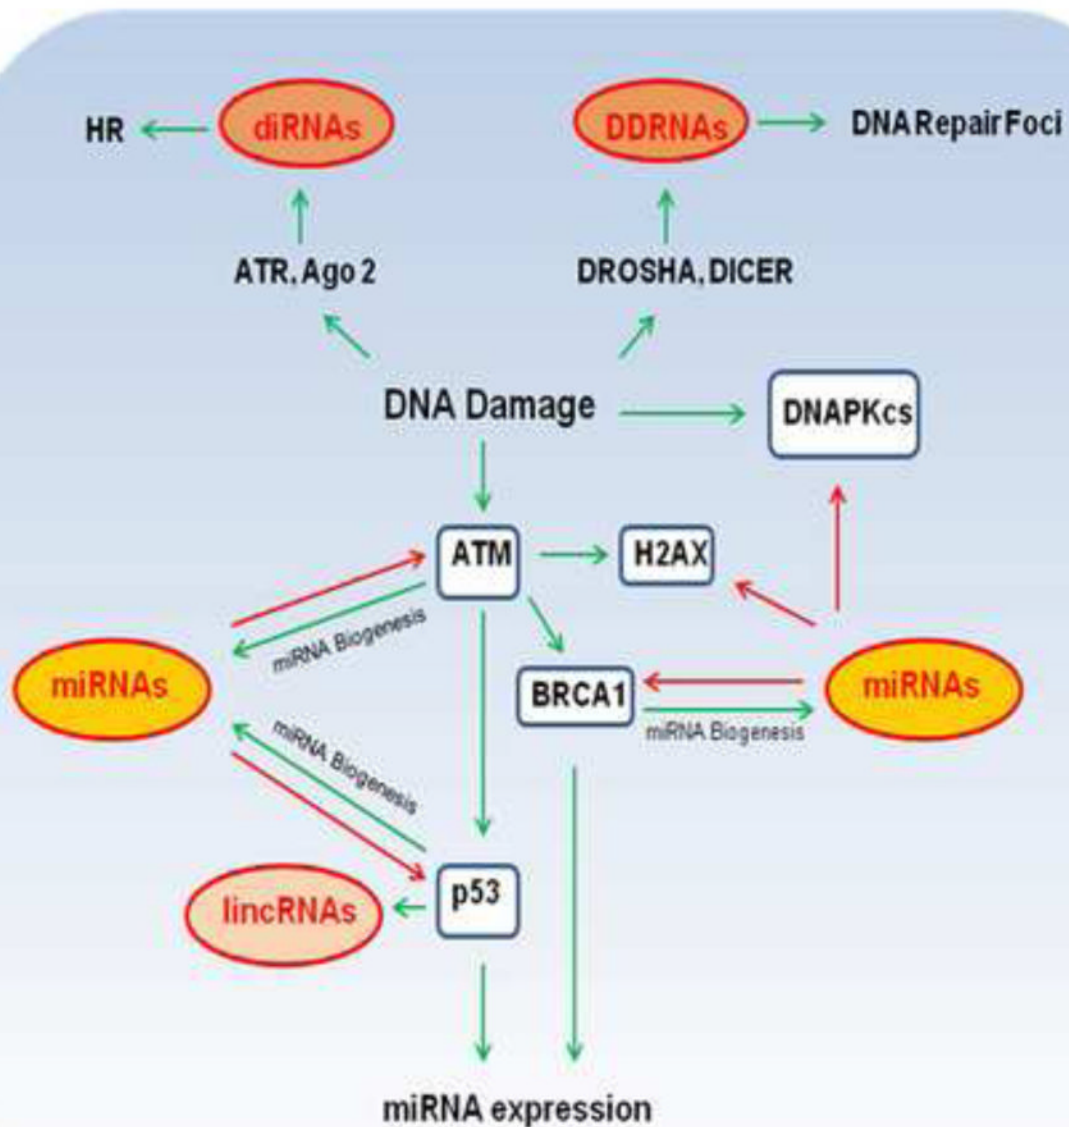 HR
diRNAs
DDRNAs
DNA Repair Foci
ATR, Ago 2
DROSHA, DICER
DNA Damage
DNAPKcs
ATM
H2AX
miRNA Biogenesis
miRNAs
BRCA1
miRNAs
miRNA Biogenesis
miRNA Biogenesis
p53
lincRNAs
miRNA expression